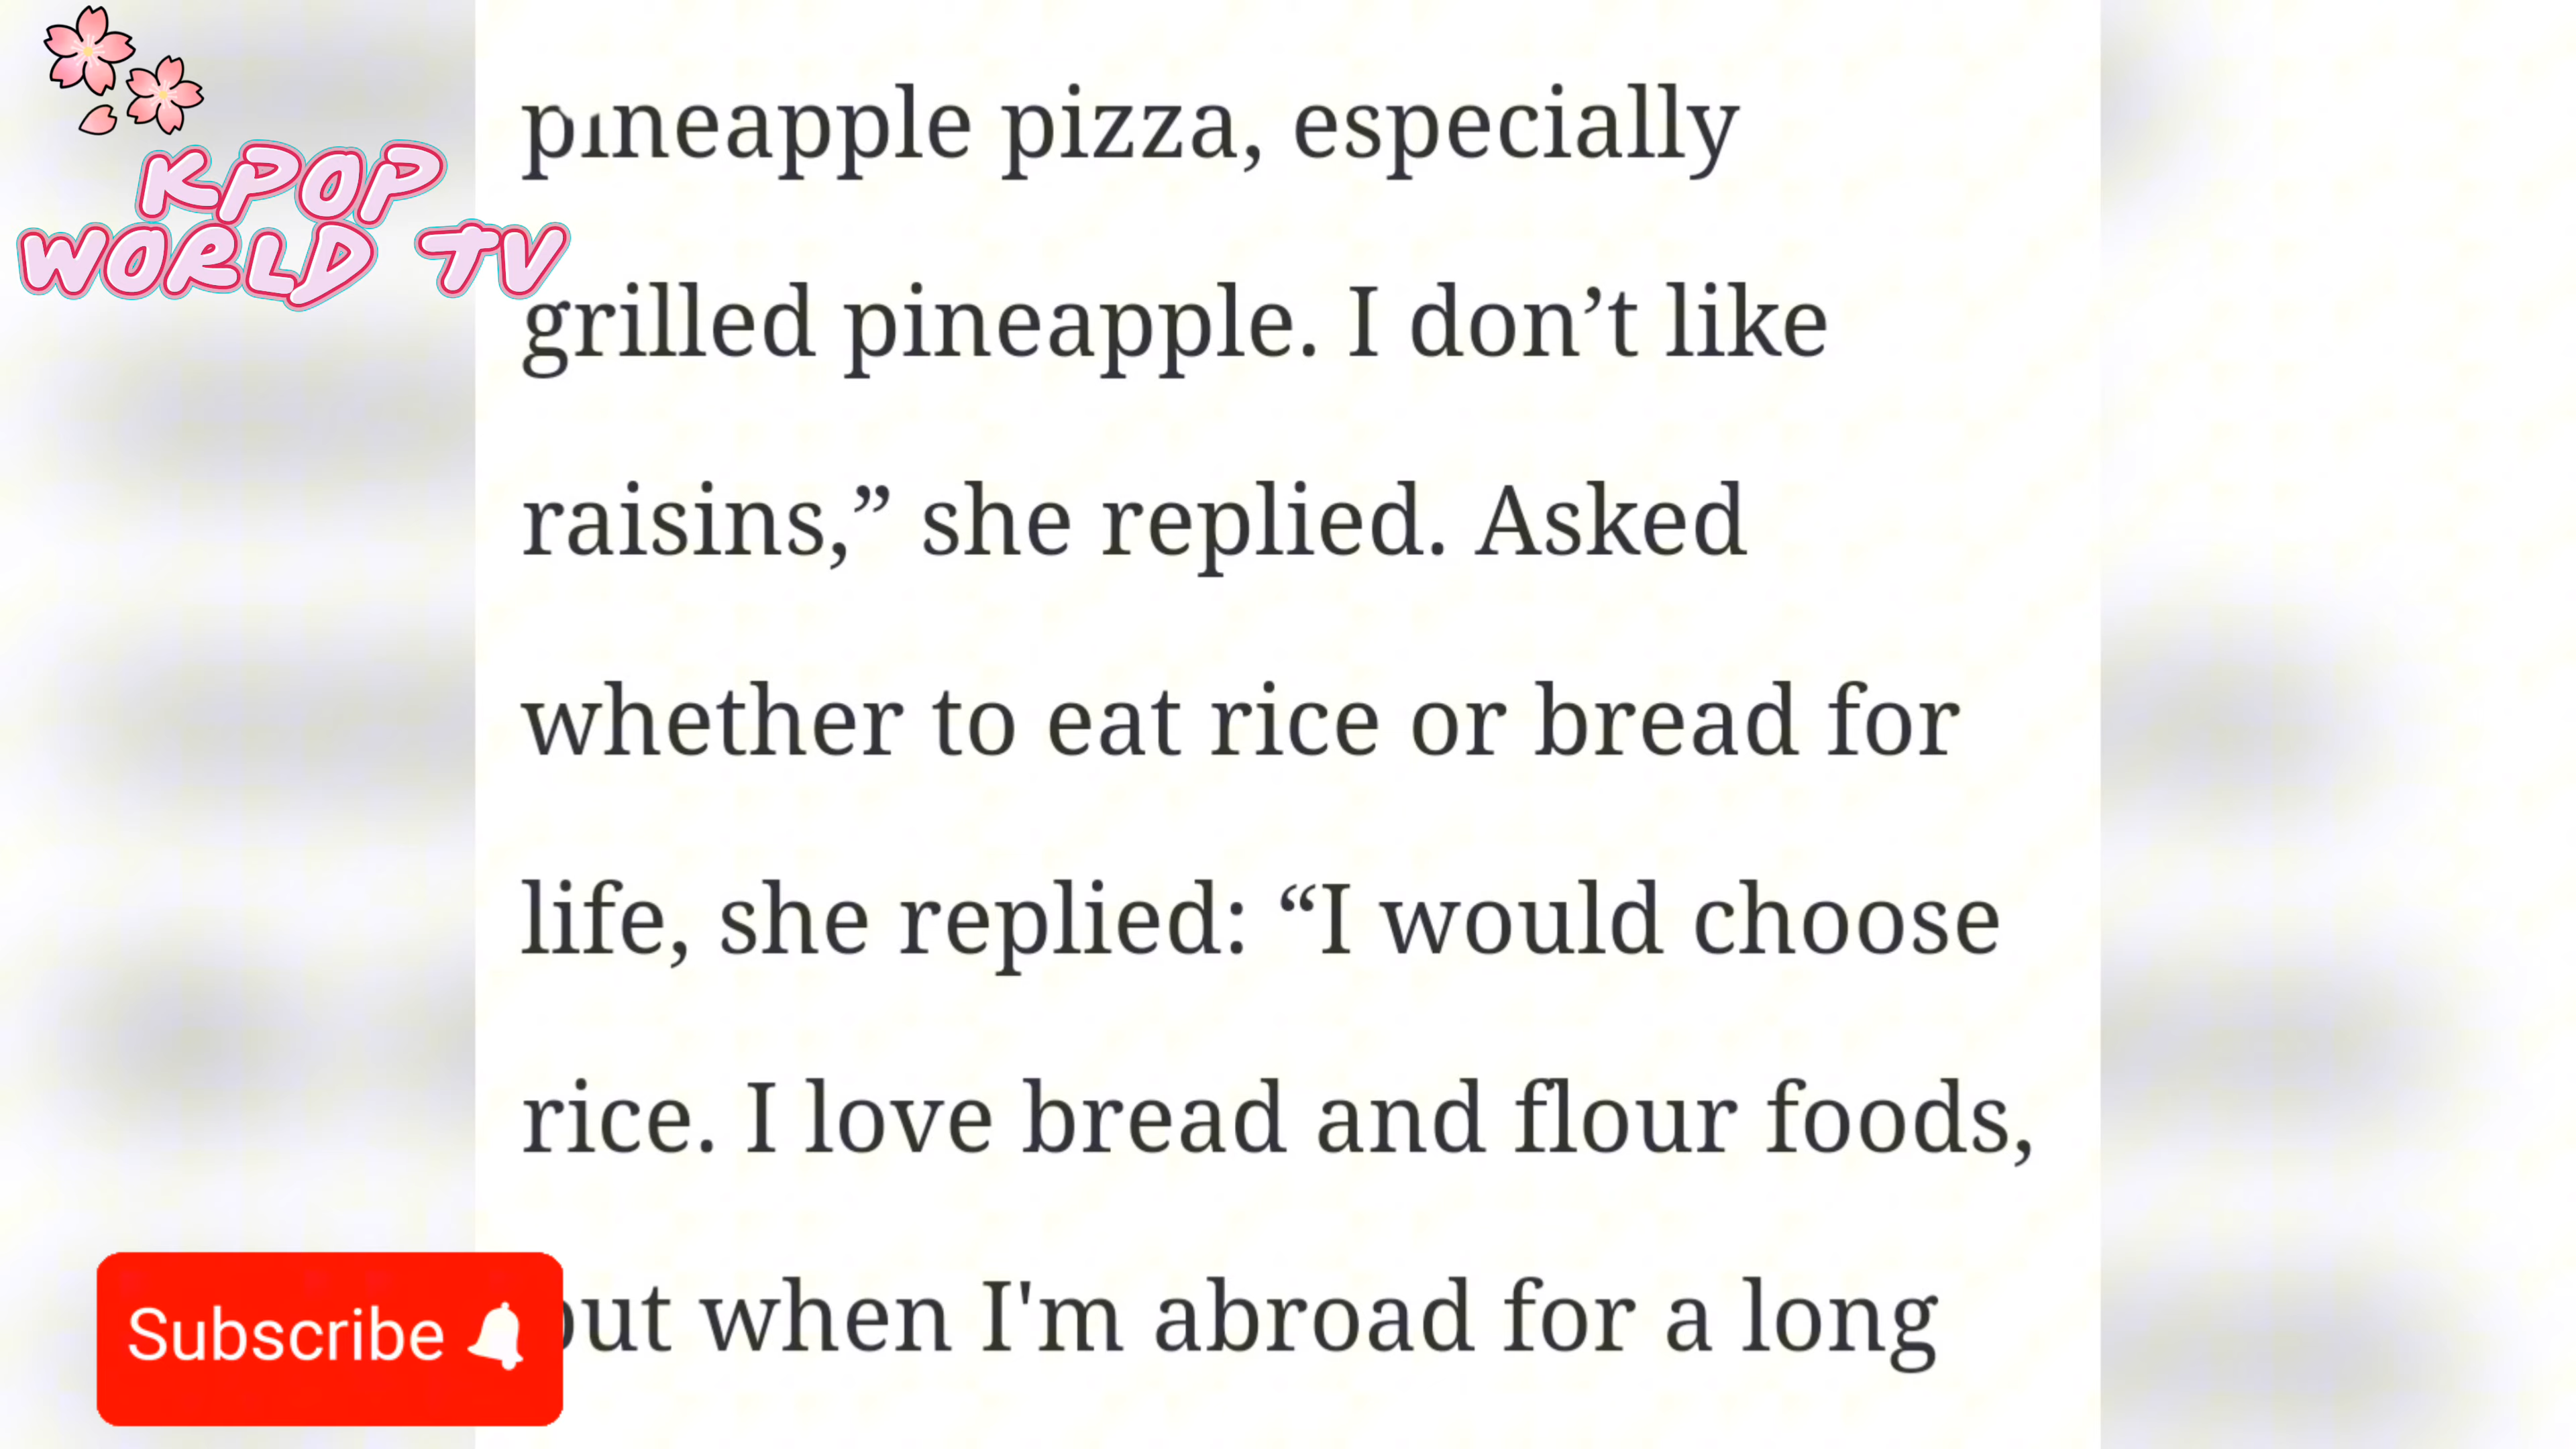 KPOP
WORLD TV
pineapple pizza, especially
grilled pineapple. I don’t like
raisins,” she replied. Asked
whether to eat rice or bread for
life, she replied: “I would choose
rice. I love bread and flour foods,
but when I'm abroad for a long
Subscribe